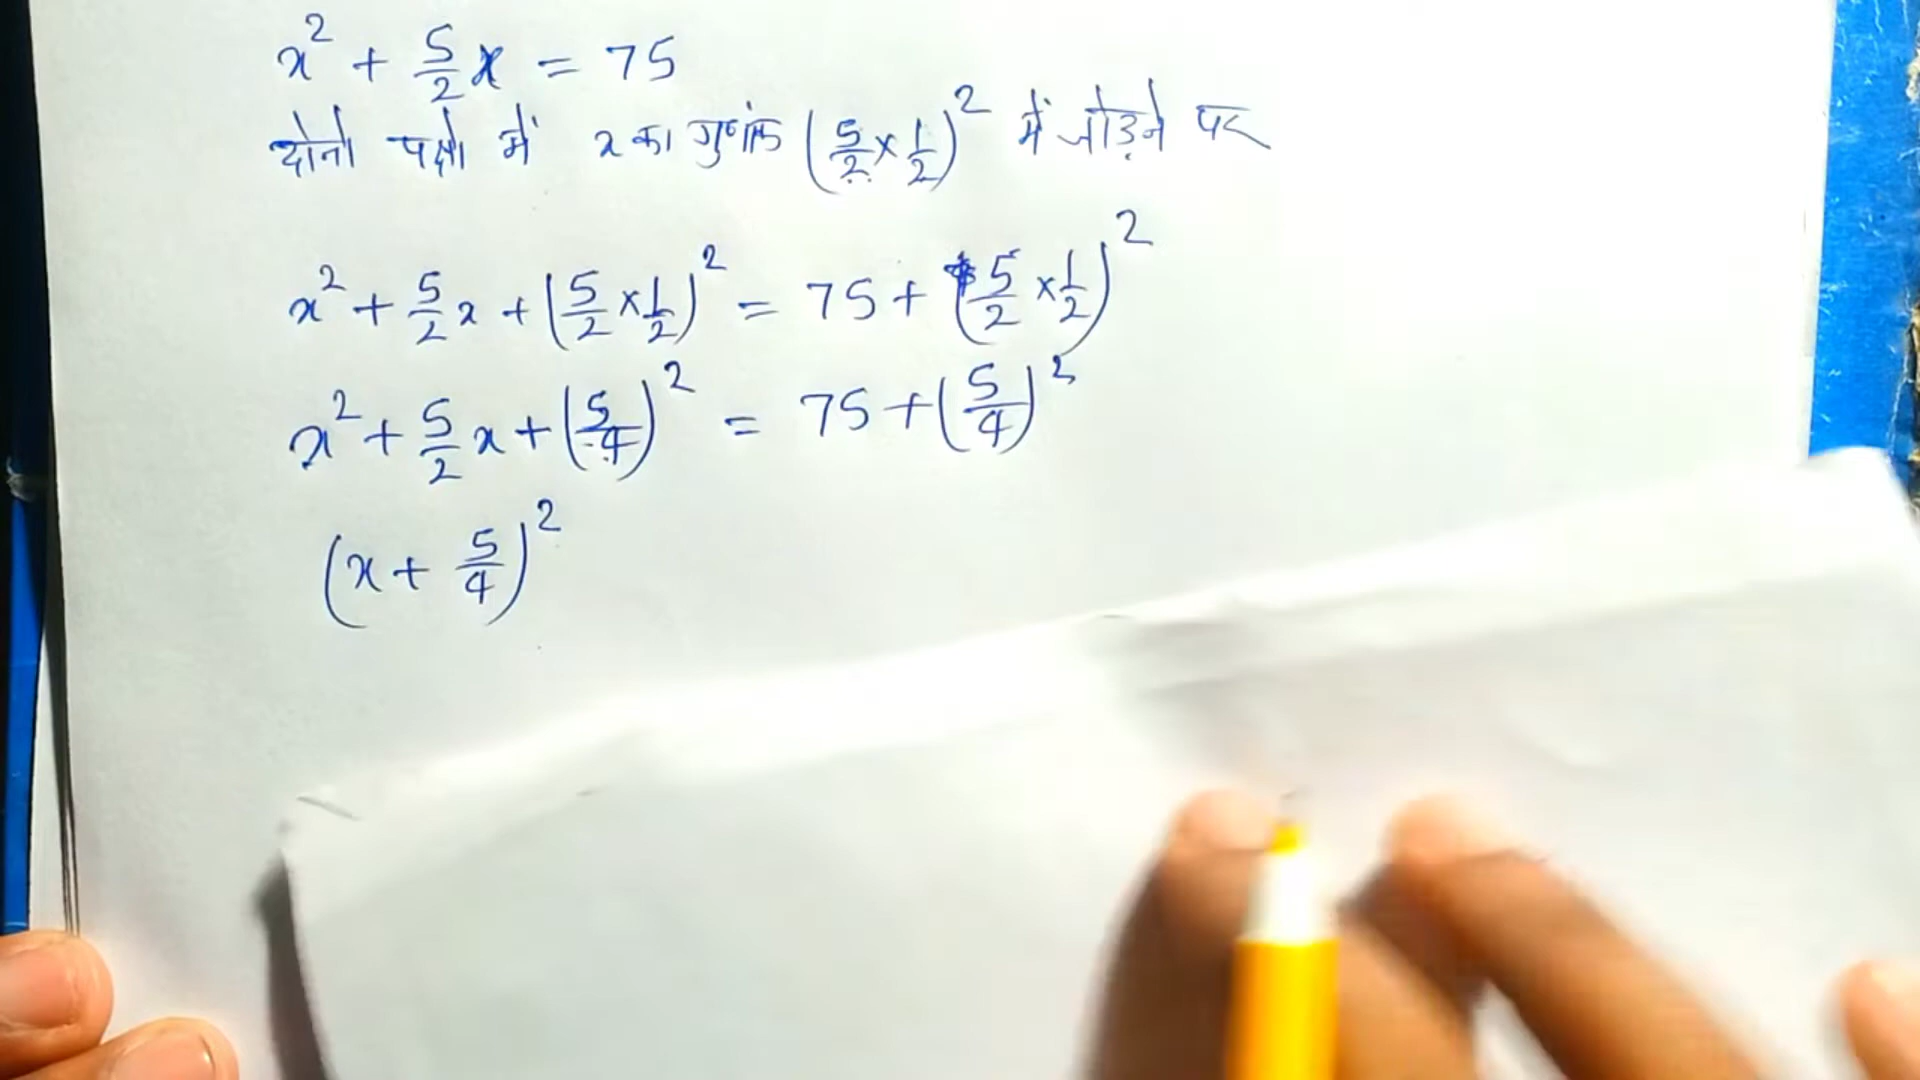 x² + 5/2 x = 75
दोनो पक्षो में x का गुणांक (5/2 × 1/2)² में जोड़ने पर
x² + 5/2 x + (5/2 × 1/2)² = 75 + (5/2 × 1/2)²
x² + 5/2 x + (5/4)² = 75 + (5/4)²
(x + 5/4)²